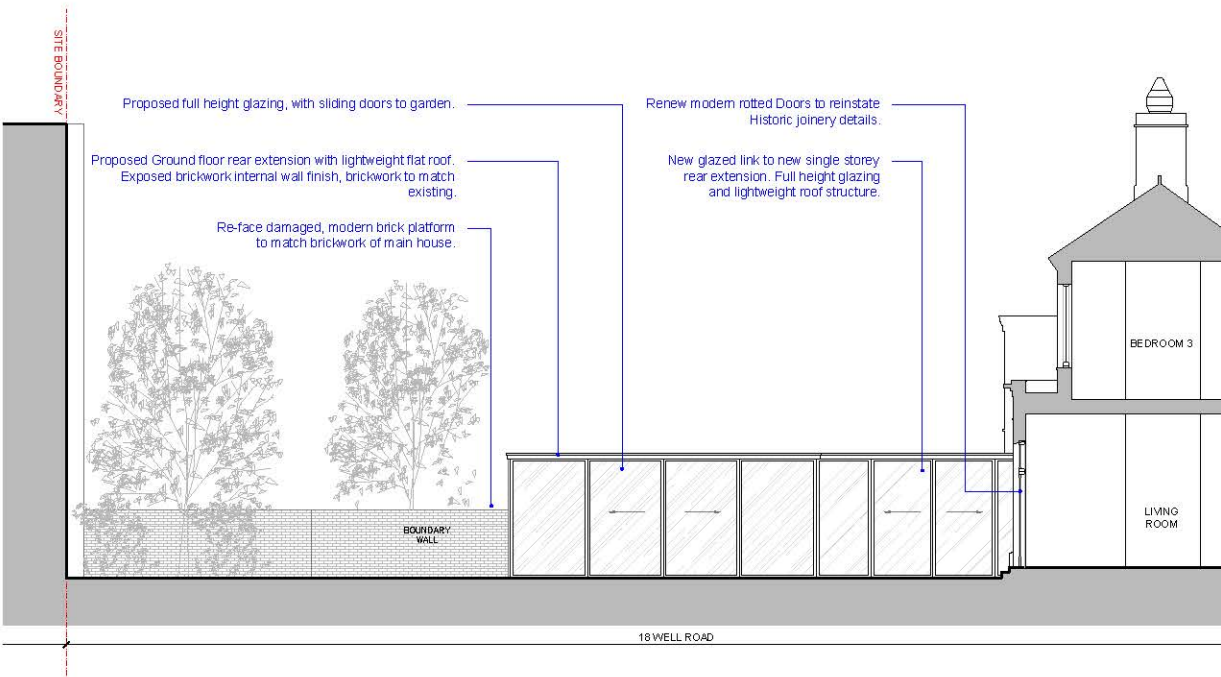 SITE BOUNDARY
Proposed full height glazing, with sliding doors to garden.
Proposed Ground floor rear extension with lightweight flat roof.
Exposed brickwork internal wall finish, brickwork to match
existing.
Re-face damaged, modern brick platform
to match brickwork of main house.
Renew modern rotted Doors to reinstate
Historic joinery details.
New glazed link to new single storey
rear extension. Full height glazing
and lightweight roof structure.
BEDROOM 3
BOUNDARY
WALL
LIVING
ROOM
18 WELL ROAD